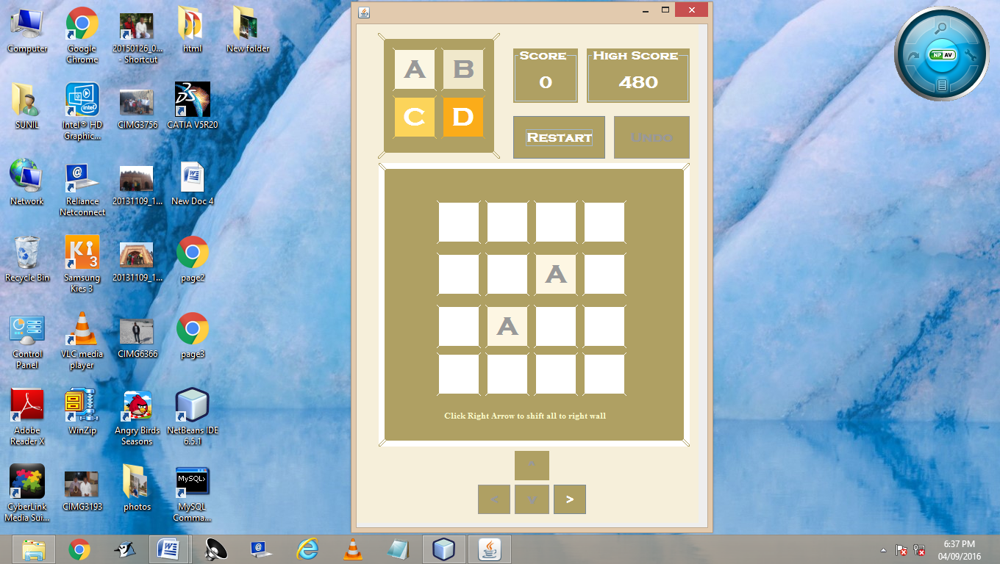 Computer
Google
Chrome
20150126_0...
- Shortcut
html
New folder
SUNIL
Intel® HD
Graphic...
CIMG3756
CATIA V5R20
Network
Reliance
Netconnect
20131109_1...
New Doc 4
Recycle Bin
Samsung
Kies 3
20131109_1...
page2
Control
Panel
VLC media
player
CIMG6366
page3
Adobe
Reader X
WinZip
Angry Birds
Seasons
NetBeans IDE
6.5.1
CyberLink
Media Sui...
CIMG3193
photos
MySQL
Comma...
Ki
3
intel
MySQL>
A B
C D
SCORE
0
HIGH SCORE
480
RESTART
UNDO
A
A
Click Right Arrow to shift all to right wall
^
< v >
NP AV
6:37 PM
04/09/2016